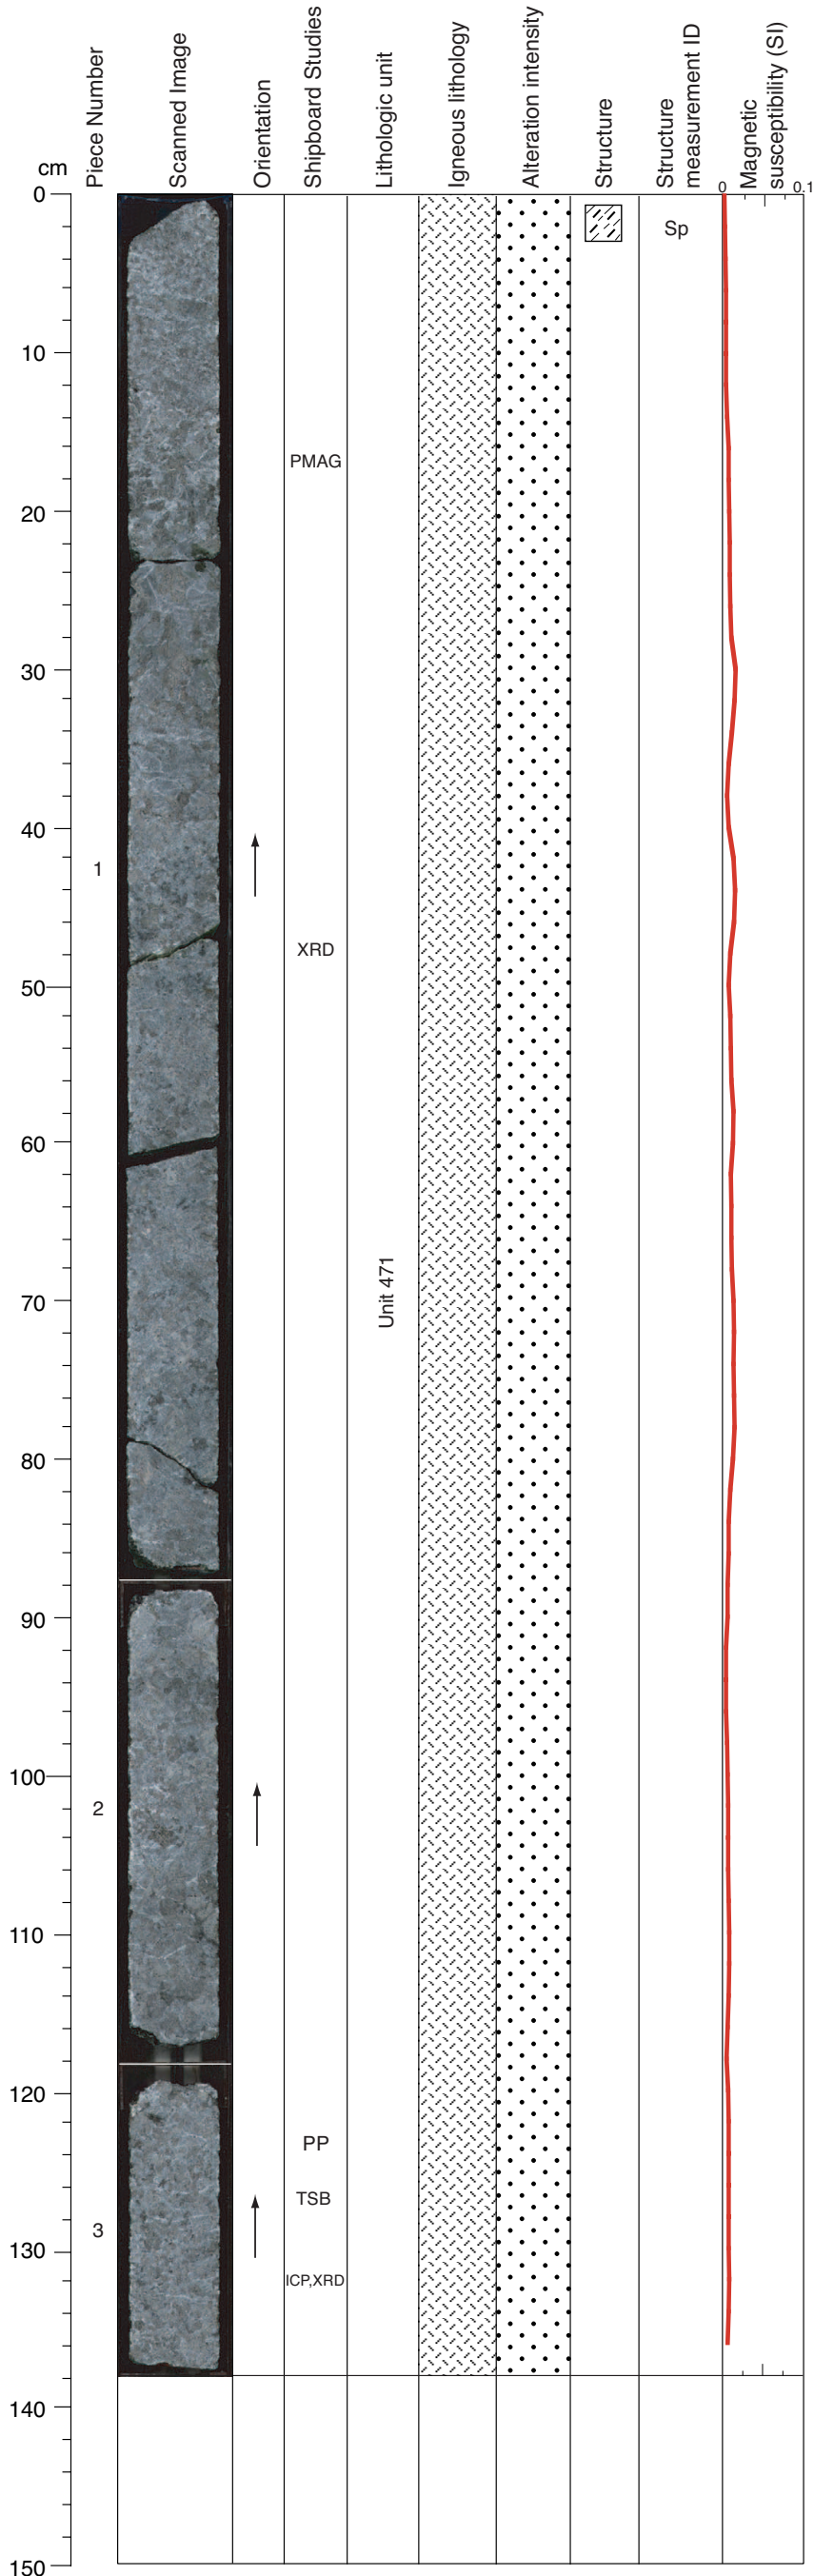 cm
Piece Number
Scanned Image
Orientation
Shipboard Studies
Lithologic unit
Igneous lithology
Alteration intensity
Structure
Structure
measurement ID
Magnetic
susceptibility (SI)
0
0.1
0
Sp
10
PMAG
20
30
40
1
XRD
50
60
Unit 471
70
80
90
100
2
110
120
PP
TSB
3
130
ICP,XRD
140
150